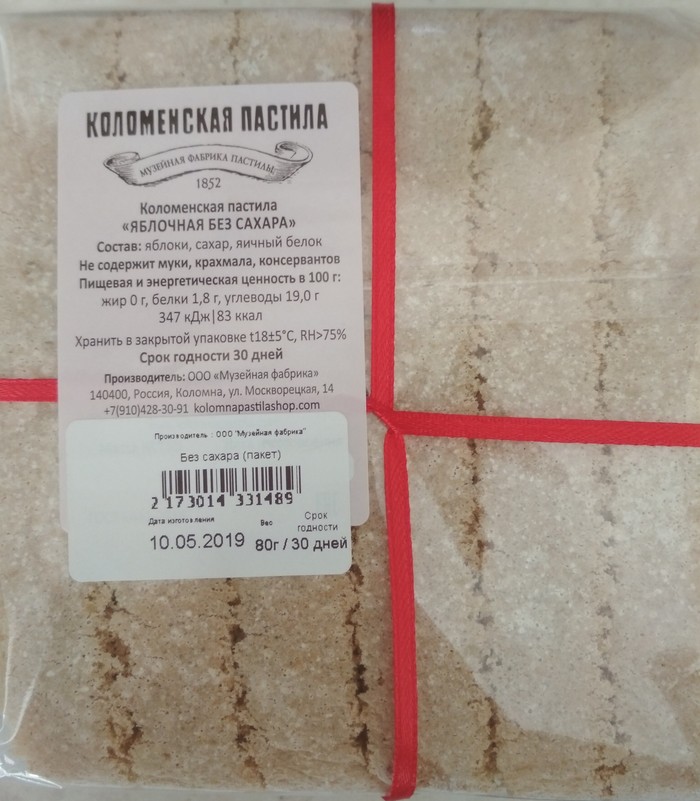 КОЛОМЕНСКАЯ ПАСТИЛА
МУЗЕЙНАЯ ФАБРИКА ПАСТИЛЫ
1852
Коломенская пастила
«ЯБЛОЧНАЯ БЕЗ САХАРА»
Состав: яблоки, сахар, яичный белок
Не содержит муки, крахмала, консервантов
Пищевая и энергетическая ценность в 100 г:
жир 0 г, белки 1,8 г, углеводы 19,0 г
347 кДж|83 ккал
Хранить в закрытой упаковке t18±5°С, RH>75%
Срок годности 30 дней
Производитель: ООО «Музейная фабрика»
140400, Россия, Коломна, ул. Москворецкая, 14
+7(910)428-30-91 kolomnapastilashop.com
Производитель : ООО "Музейная фабрика"
Без сахара (пакет)
2 173014 331489
Дата изготовления Вес Срок годности
10.05.2019 80г / 30 дней